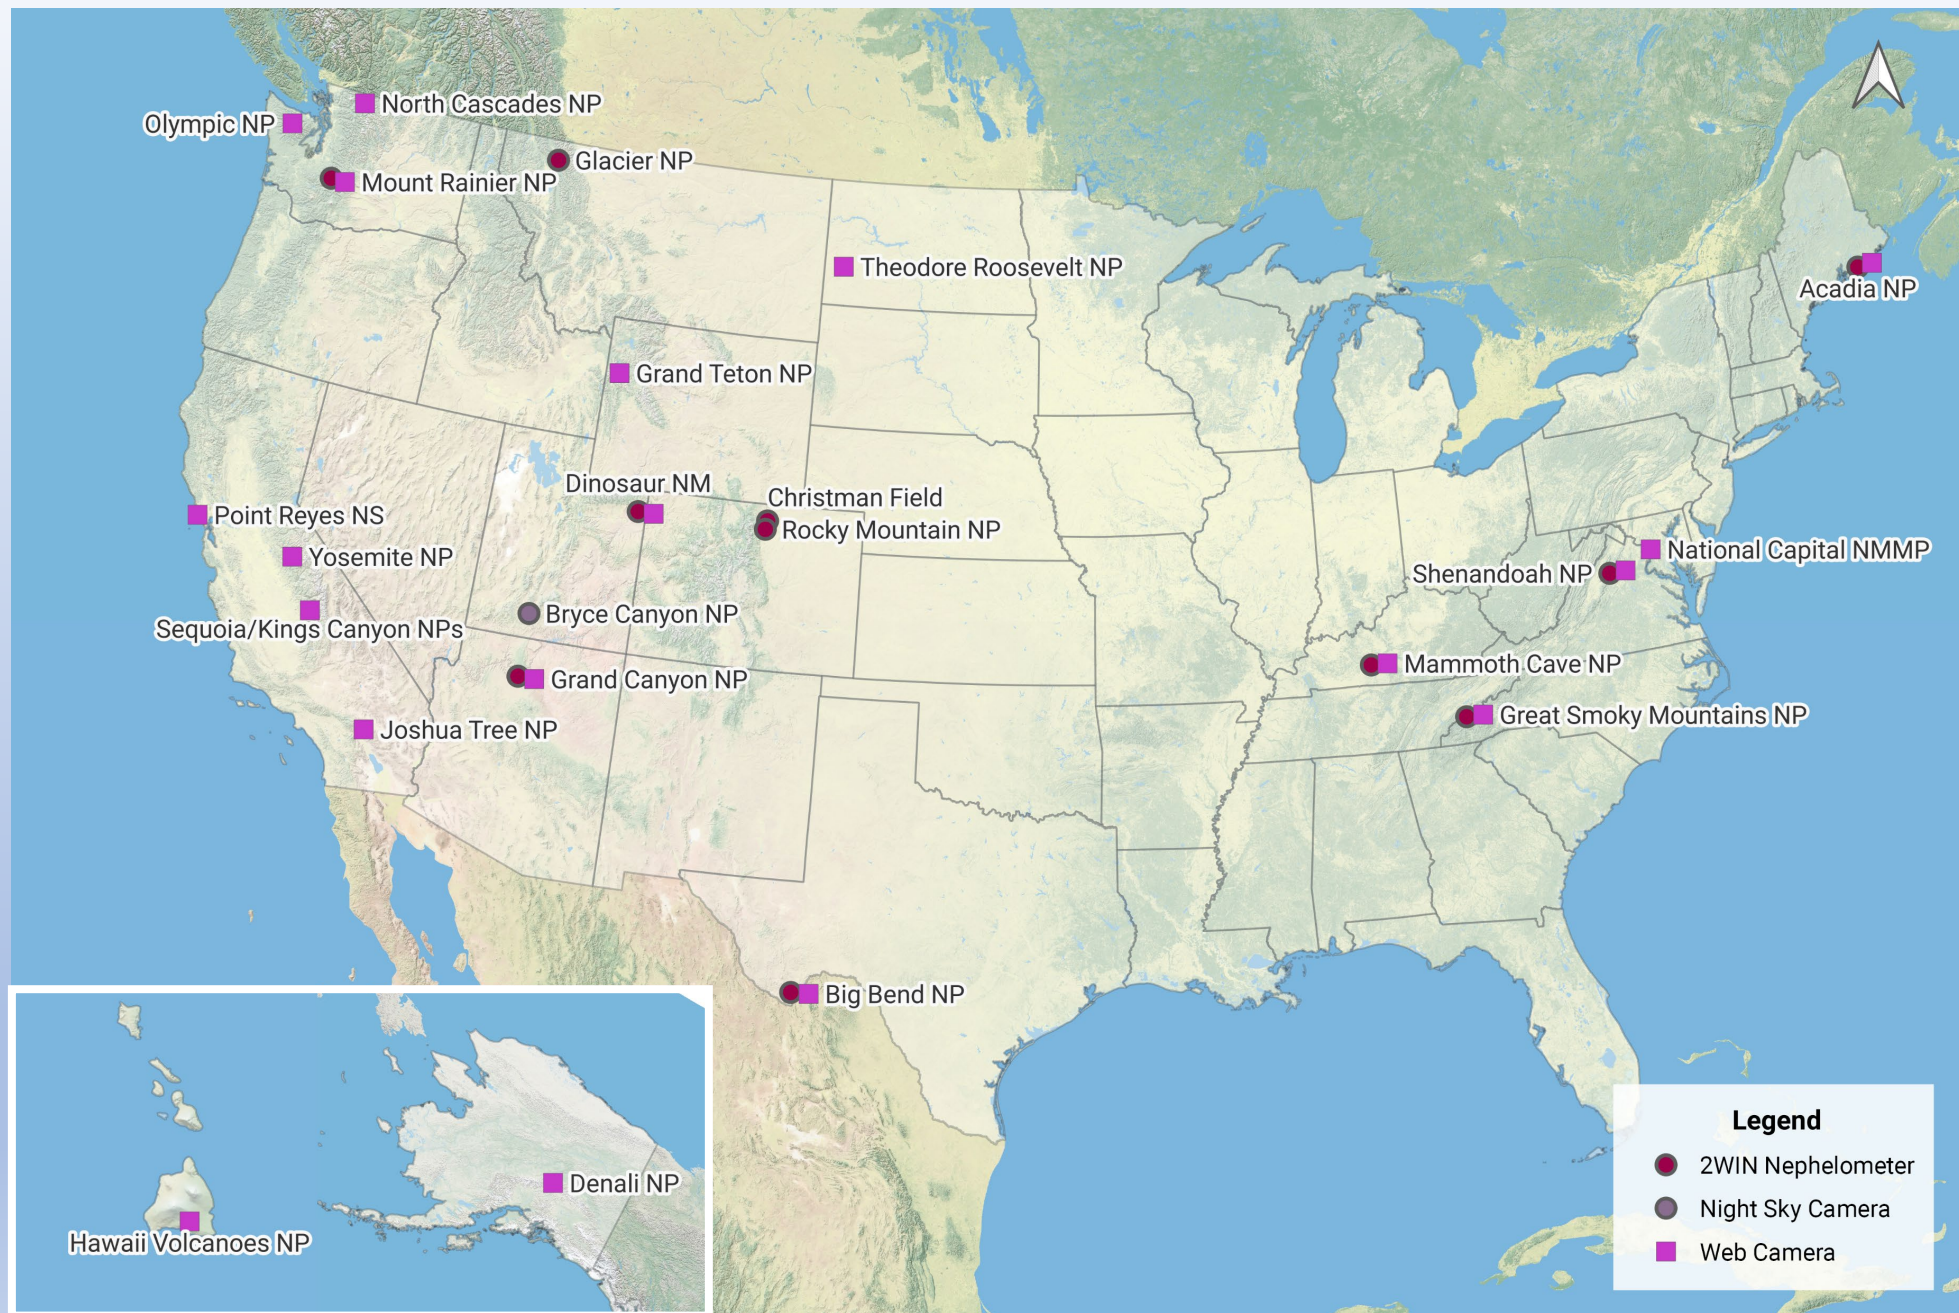 North Cascades NP
Olympic NP
Glacier NP
Mount Rainier NP
Theodore Roosevelt NP
Acadia NP
Grand Teton NP
Dinosaur NM
Christman Field
Rocky Mountain NP
Point Reyes NS
Yosemite NP
National Capital NMMP
Shenandoah NP
Bryce Canyon NP
Sequoia/Kings Canyon NPs
Mammoth Cave NP
Grand Canyon NP
Great Smoky Mountains NP
Joshua Tree NP
Big Bend NP
Denali NP
Hawaii Volcanoes NP
Legend
2WIN Nephelometer
Night Sky Camera
Web Camera